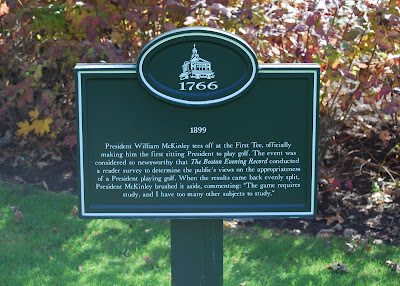 1766
1899
President William McKinley tees off at the First Tee, officially
making him the first sitting President to play golf. The event was
considered so newsworthy that The Boston Evening Record conducted
a reader survey to determine the public's views on the appropriateness
of a President playing golf. When the results came back evenly split,
President McKinley brushed it aside, commenting: "The game requires
study, and I have too many other subjects to study."